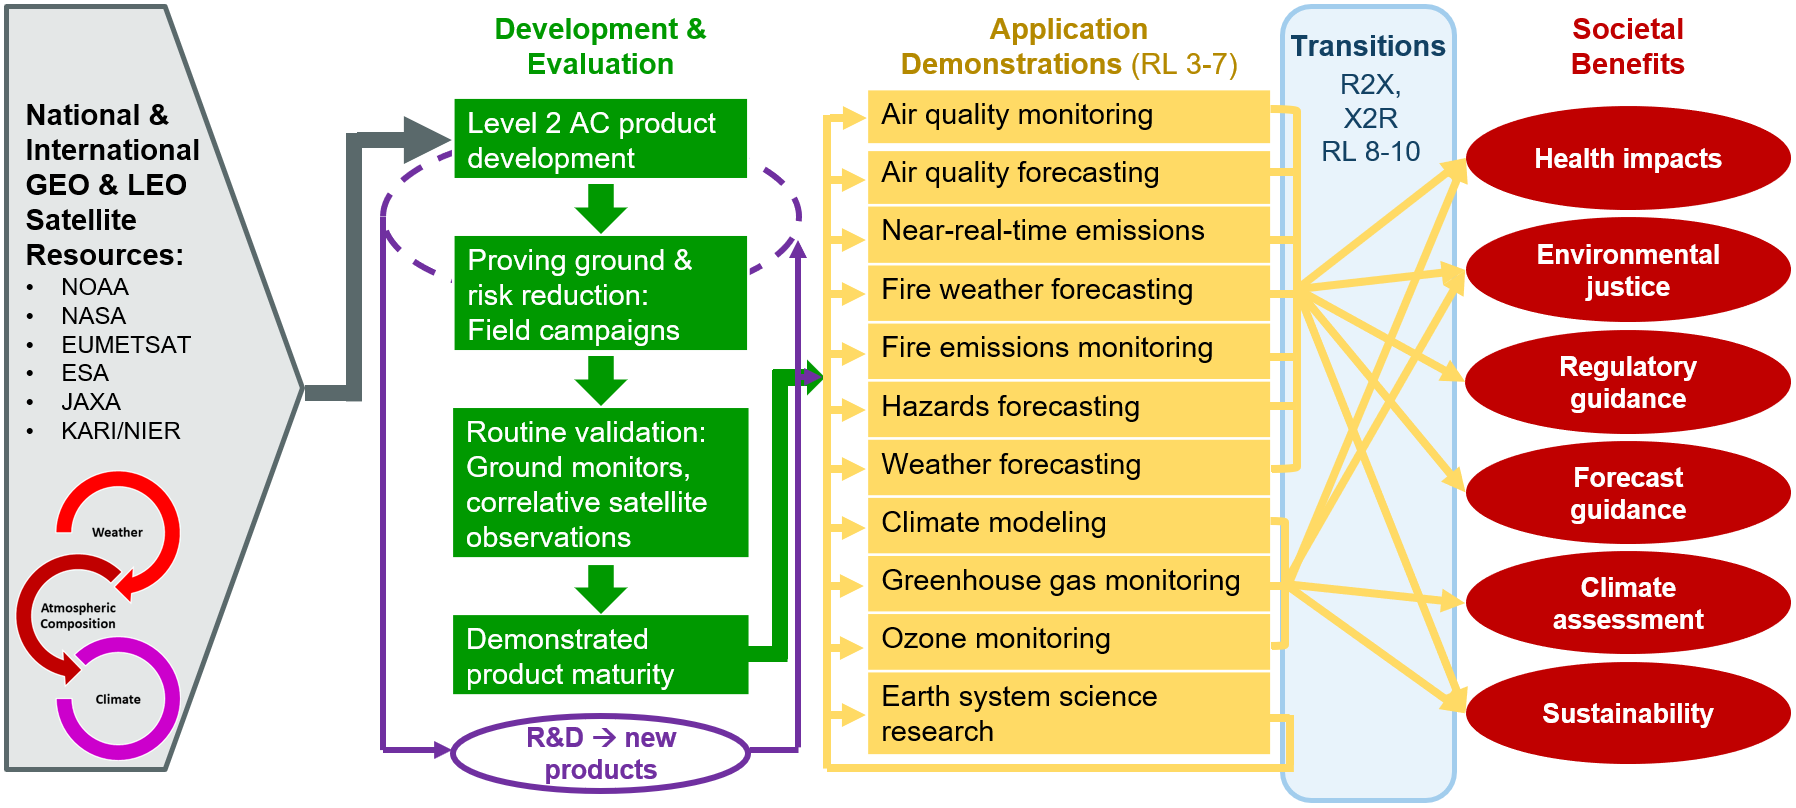 National &
International
GEO & LEO
Satellite
Resources:
• NOAA
• NASA
• EUMETSAT
• ESA
• JAXA
• KARI/NIER
Weather
Atmospheric
Composition
Climate
Development &
Evaluation
Level 2 AC product
development
Proving ground &
risk reduction:
Field campaigns
Routine validation:
Ground monitors,
correlative satellite
observations
Demonstrated
product maturity
R&D → new
products
Application
Demonstrations (RL 3-7)
Air quality monitoring
Air quality forecasting
Near-real-time emissions
Fire weather forecasting
Fire emissions monitoring
Hazards forecasting
Weather forecasting
Climate modeling
Greenhouse gas monitoring
Ozone monitoring
Earth system science
research
Transitions
R2X,
X2R
RL 8-10
Societal
Benefits
Health impacts
Environmental
justice
Regulatory
guidance
Forecast
guidance
Climate
assessment
Sustainability